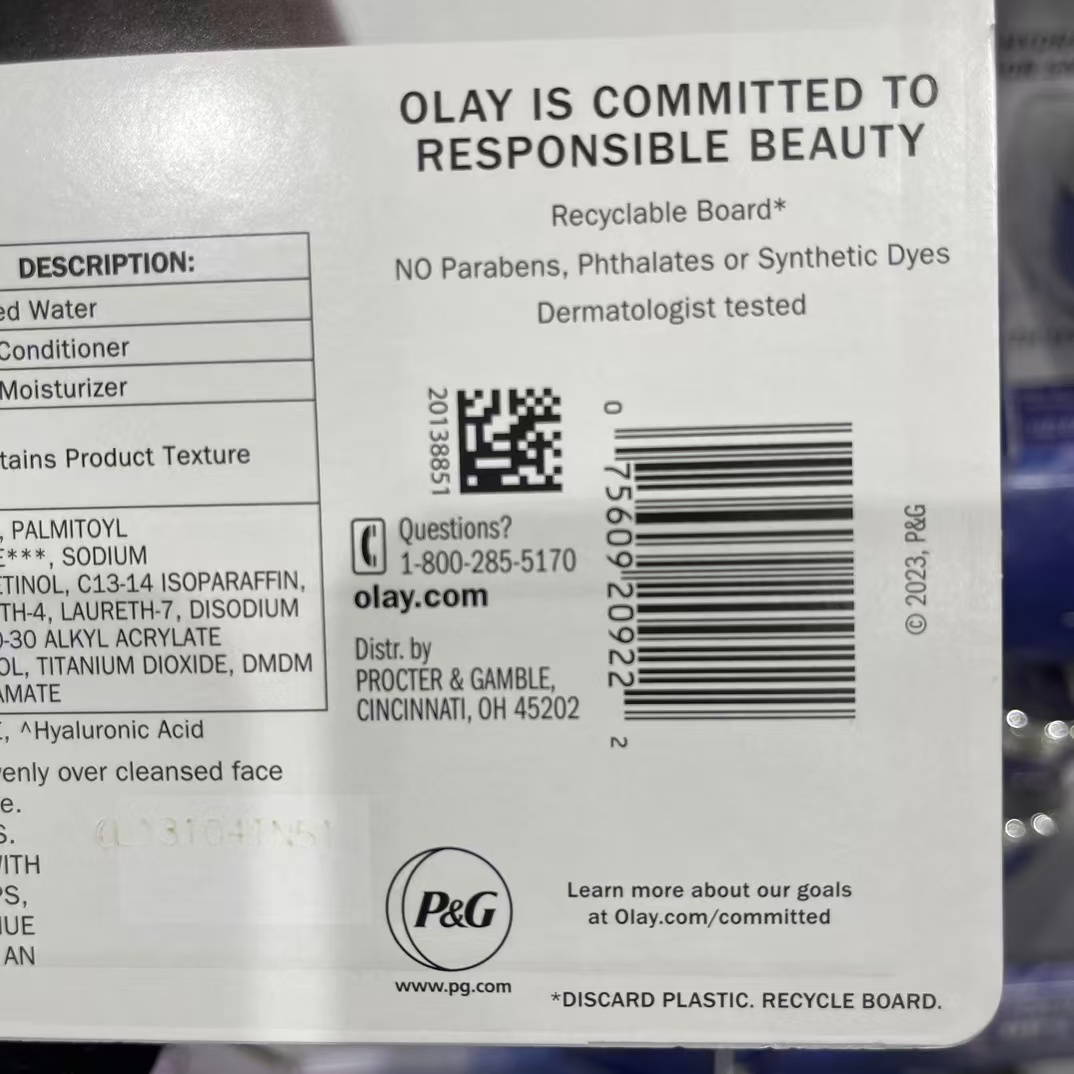 OLAY IS COMMITTED TO
RESPONSIBLE BEAUTY
Recyclable Board*
NO Parabens, Phthalates or Synthetic Dyes
Dermatologist tested
DESCRIPTION:
ed Water
Conditioner
Moisturizer
tains Product Texture
, PALMITOYL
E***, SODIUM
ETINOL, C13-14 ISOPARAFFIN,
TH-4, LAURETH-7, DISODIUM
0-30 ALKYL ACRYLATE
OL, TITANIUM DIOXIDE, DMDM
AMATE
, ^Hyaluronic Acid
venly over cleansed face
e.
S.
WITH
PS,
NUE
AN
20138851
Questions?
1-800-285-5170
olay.com
Distr. by
PROCTER & GAMBLE,
CINCINNATI, OH 45202
0 75609 20922 2
© 2023, P&G
P&G
www.pg.com
Learn more about our goals
at Olay.com/committed
*DISCARD PLASTIC. RECYCLE BOARD.